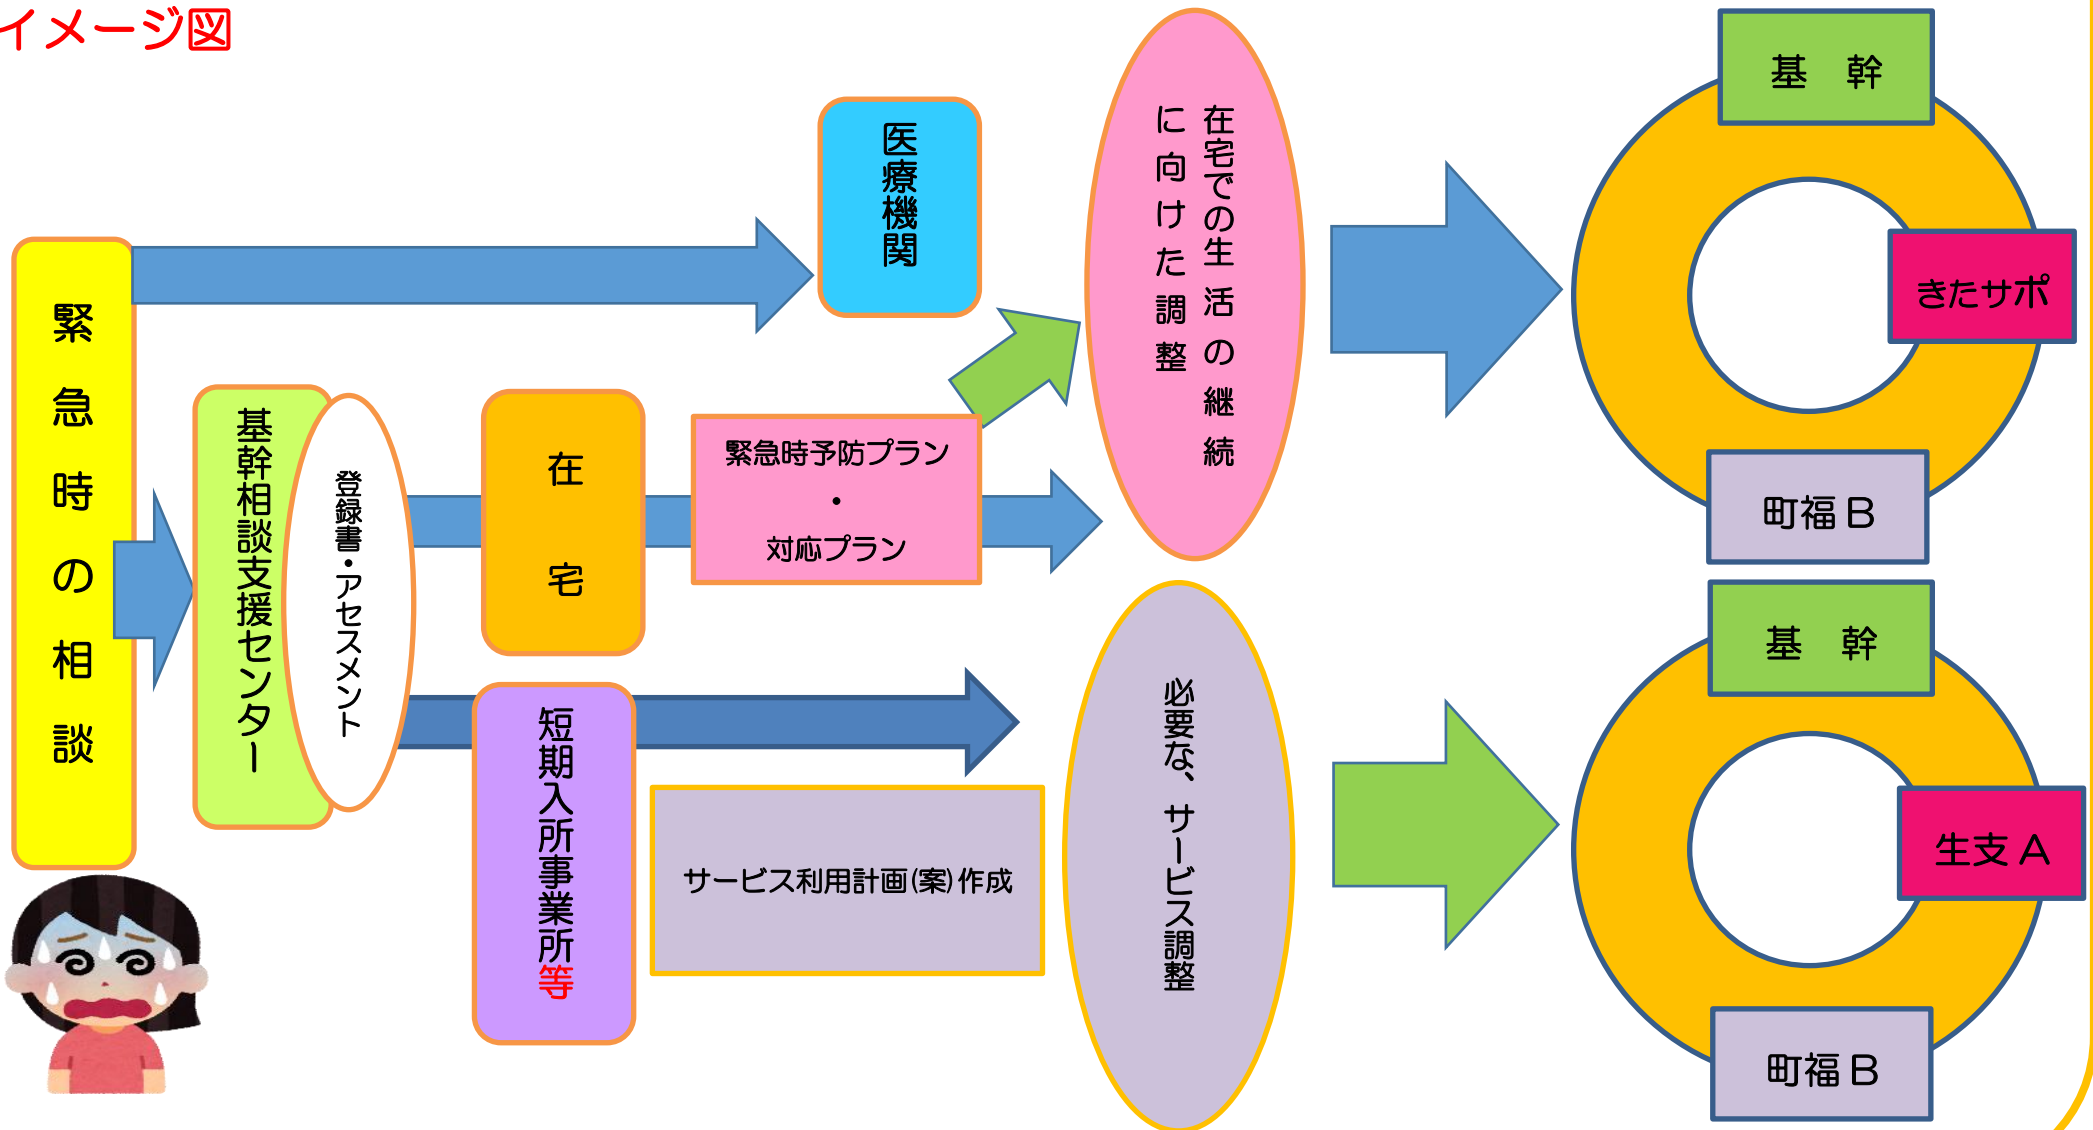 イメージ図
緊急時の相談
医療機関
基幹相談支援センター
登録書・アセスメント
在宅
緊急時予防プラン
・
対応プラン
在宅での生活の継続
に向けた調整
短期入所事業所等
サービス利用計画(案)作成
必要な、サービス調整
基 幹
きたサポ
町福B
基 幹
生支A
町福B